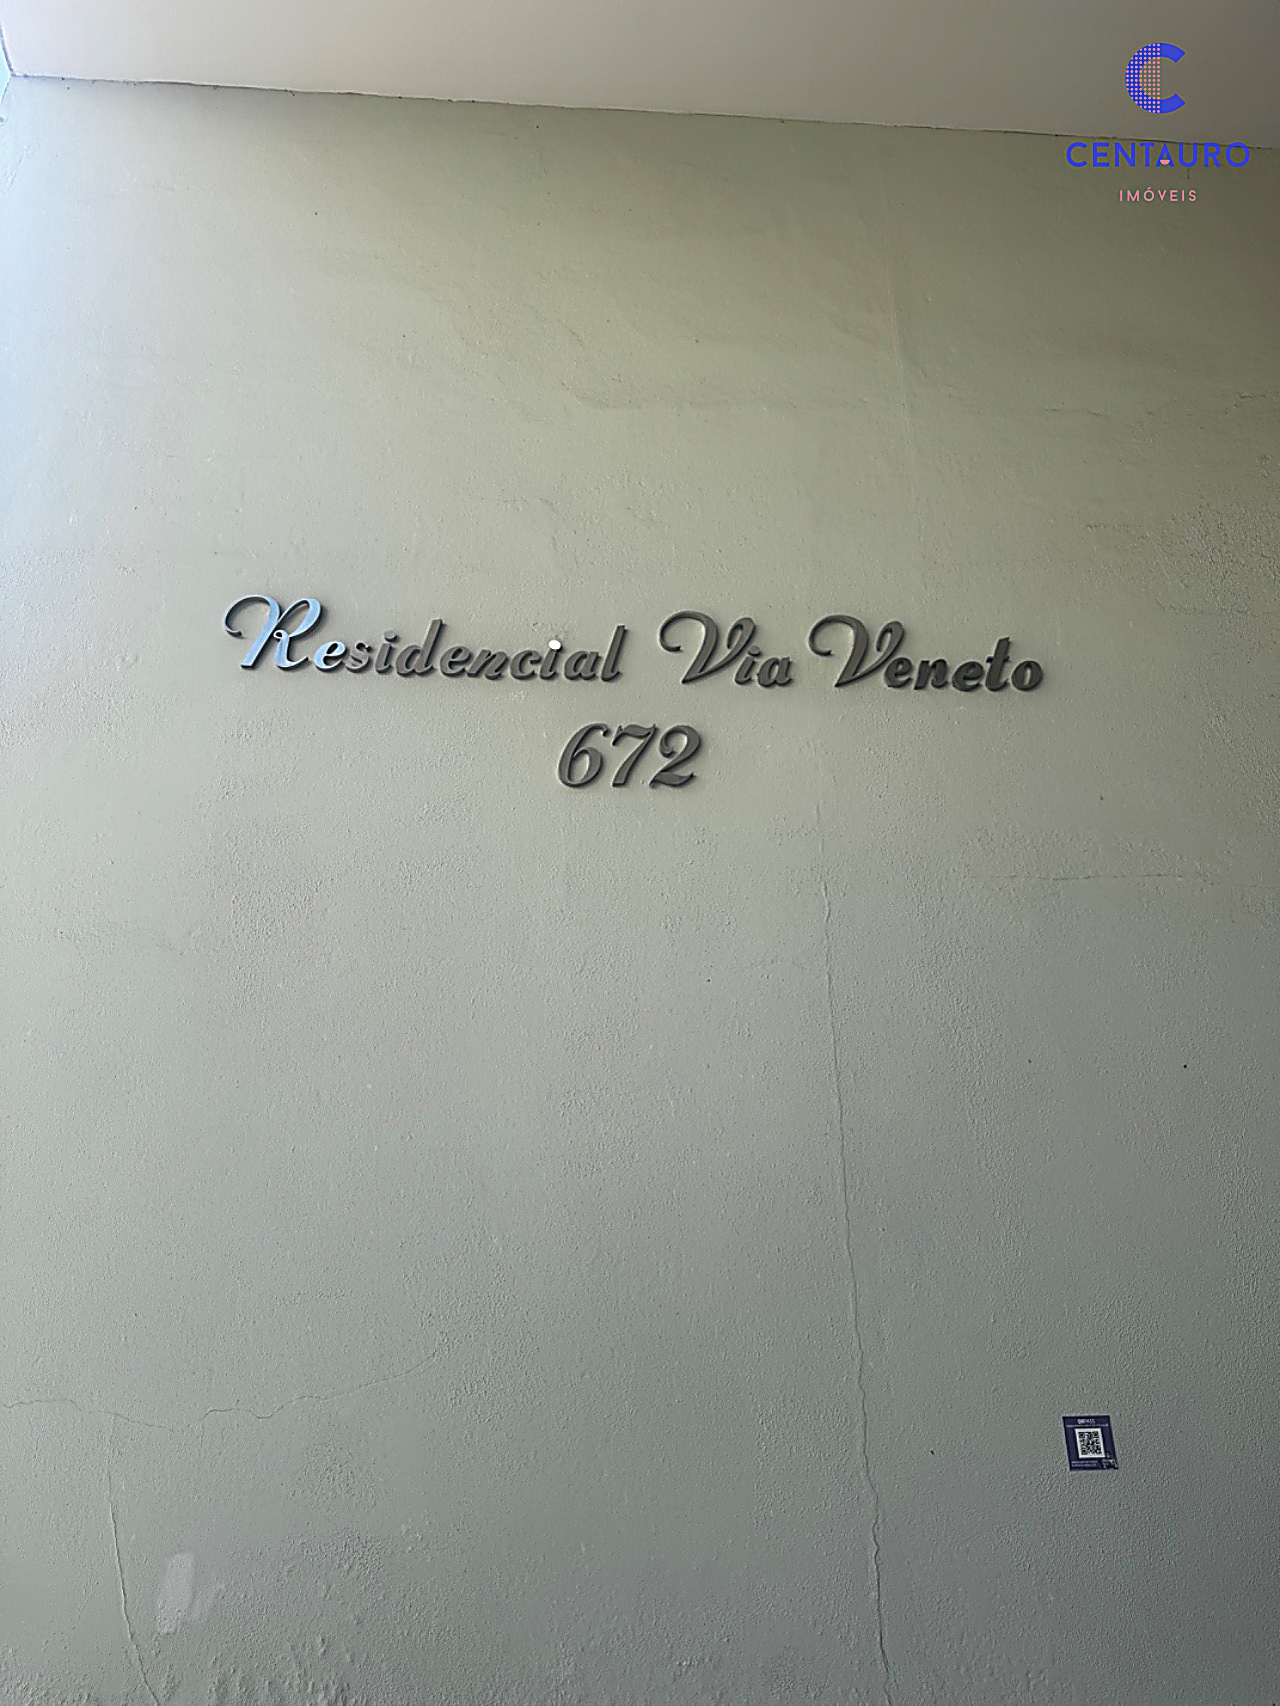 CENTAURO
IMÓVEIS
Residencial Via Veneto
672